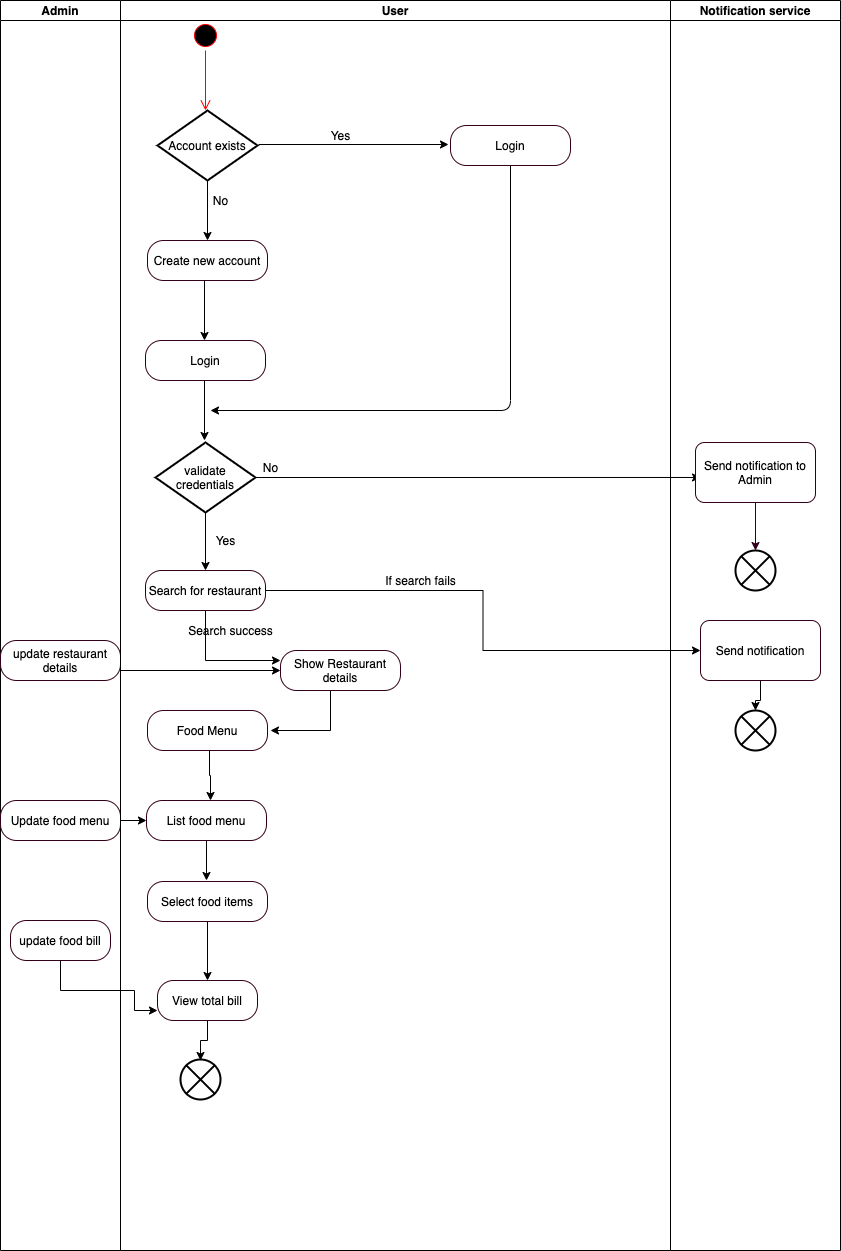 Admin
User
Notification service
Account exists
Yes
Login
No
Create new account
Login
validate
credentials
No
Send notification to
Admin
Yes
Search for restaurant
If search fails
Search success
update restaurant
details
Show Restaurant
details
Send notification
Food Menu
Update food menu
List food menu
Select food items
update food bill
View total bill